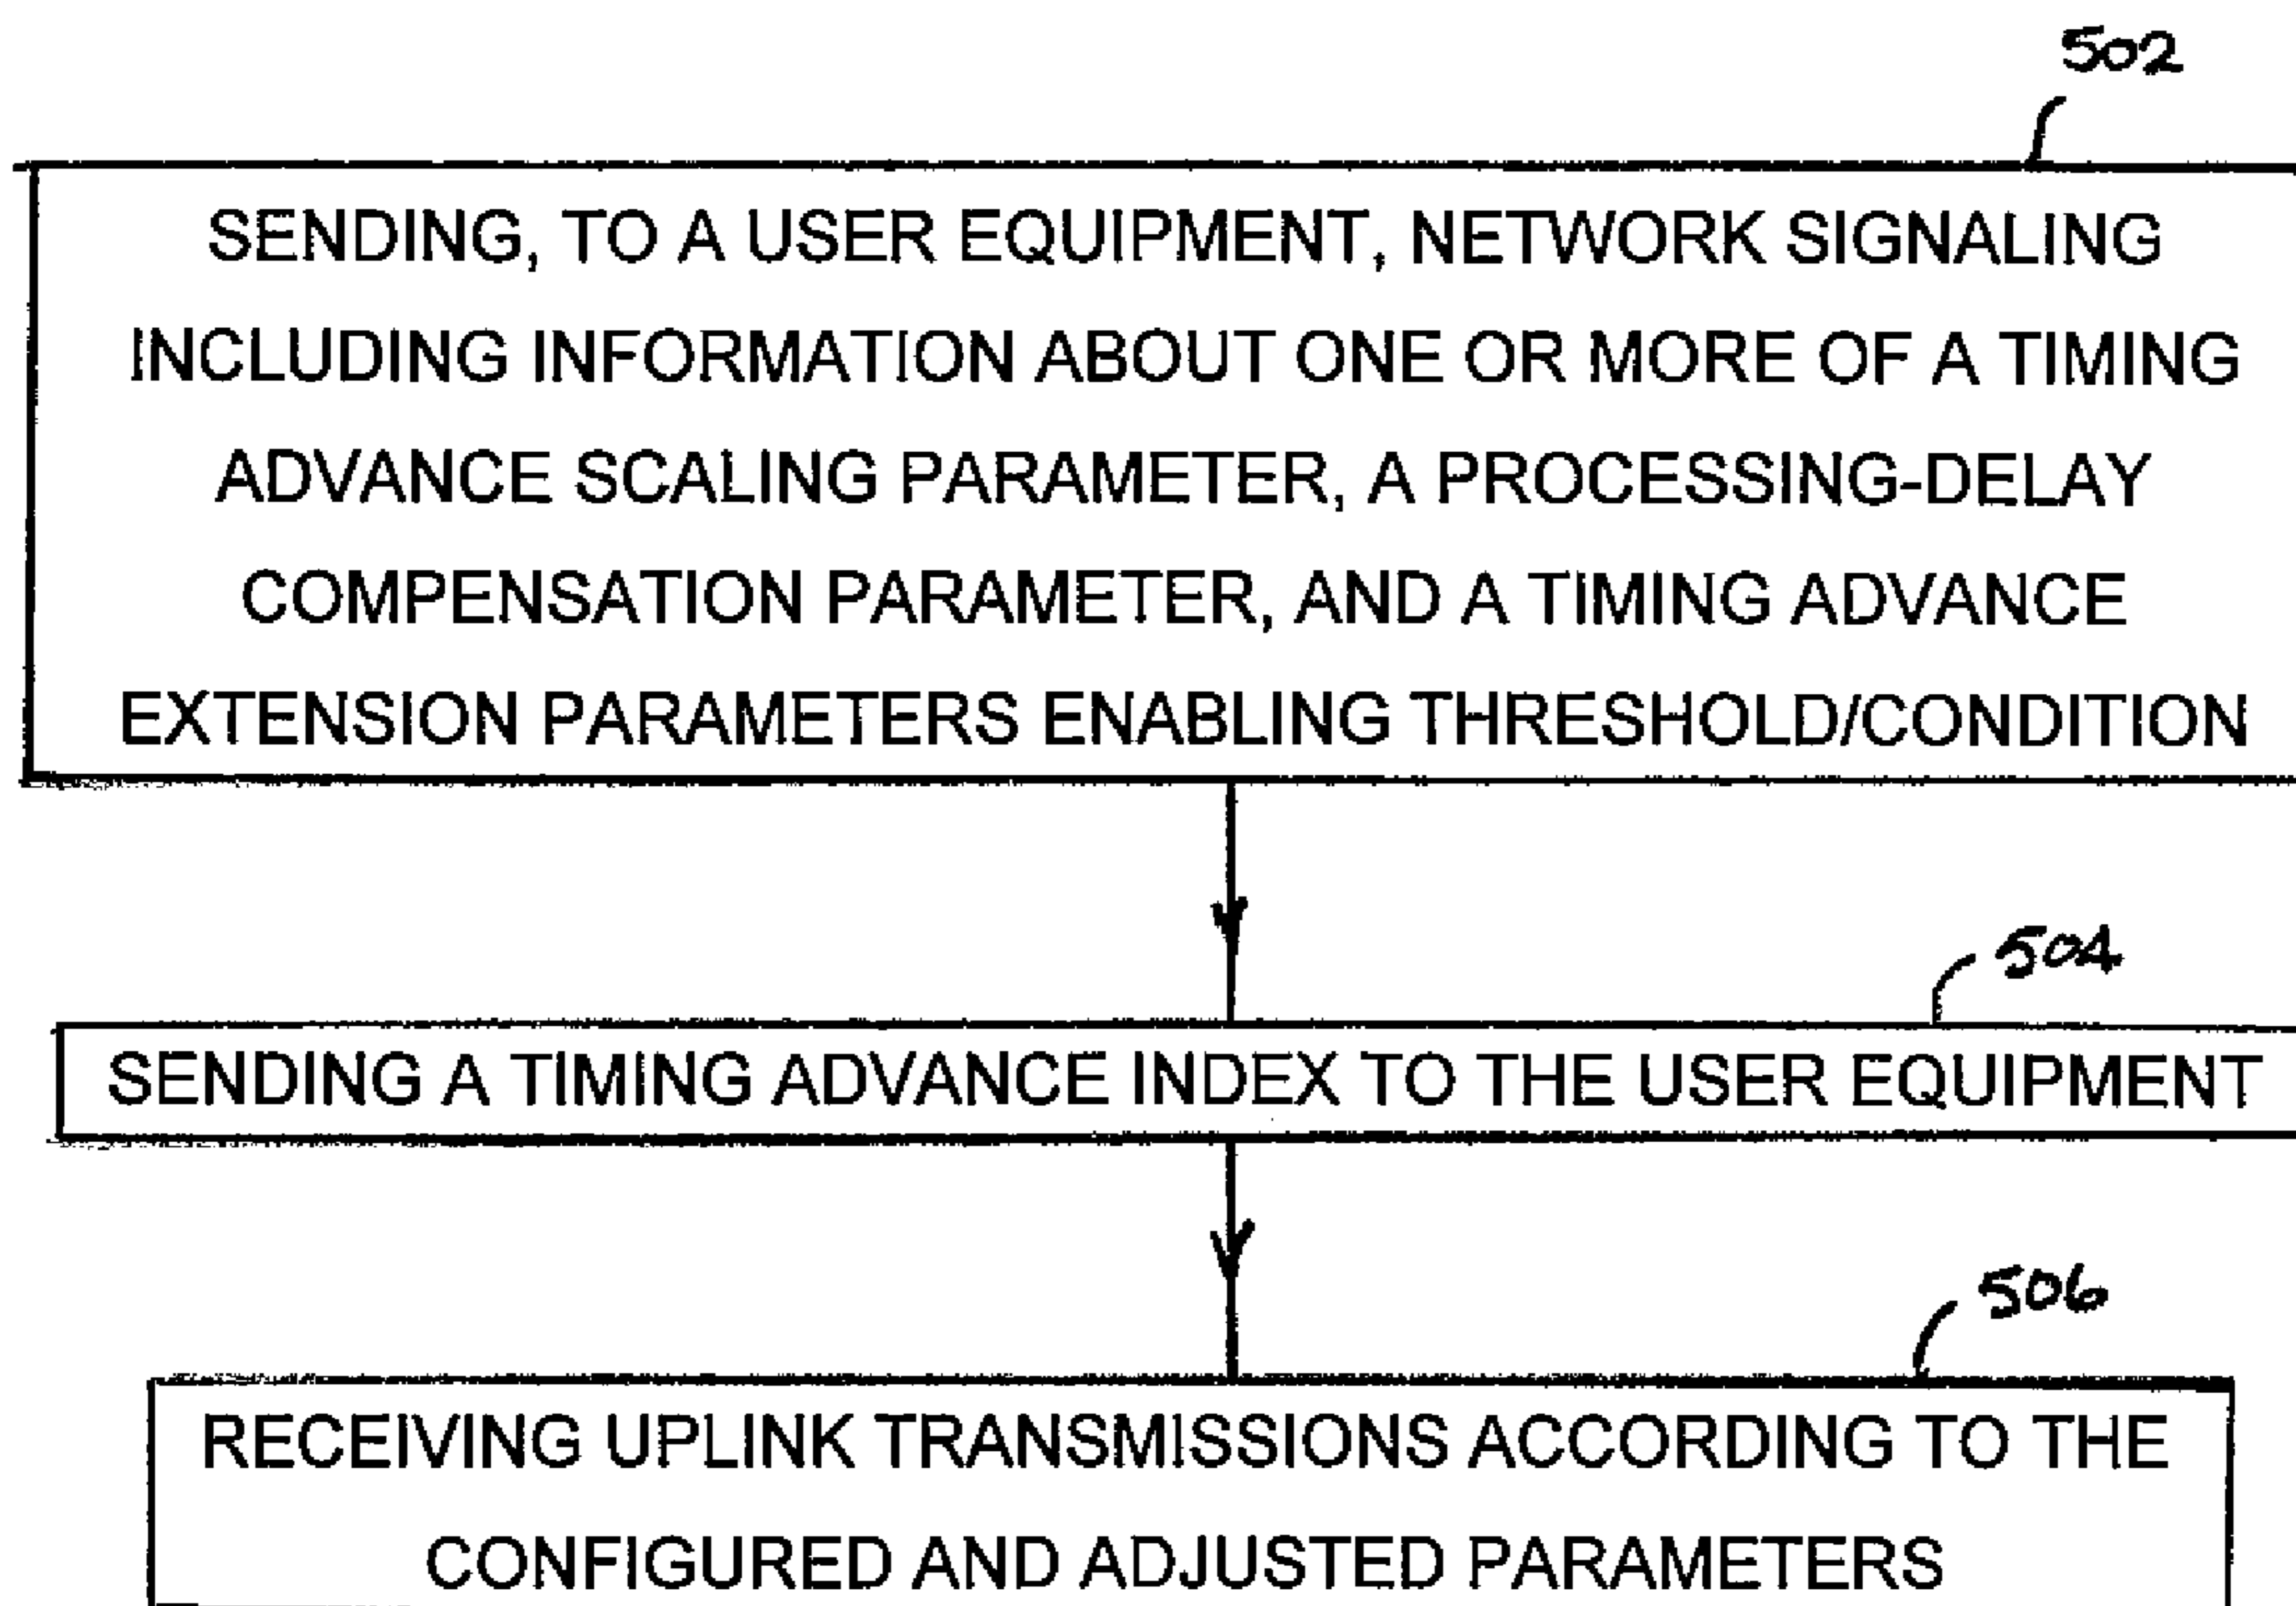 502
SENDING, TO A USER EQUIPMENT, NETWORK SIGNALING
INCLUDING INFORMATION ABOUT ONE OR MORE OF A TIMING
ADVANCE SCALING PARAMETER, A PROCESSING-DELAY
COMPENSATION PARAMETER, AND A TIMING ADVANCE
EXTENSION PARAMETERS ENABLING THRESHOLD/CONDITION
504
SENDING A TIMING ADVANCE INDEX TO THE USER EQUIPMENT
506
RECEIVING UPLINK TRANSMISSIONS ACCORDING TO THE
CONFIGURED AND ADJUSTED PARAMETERS